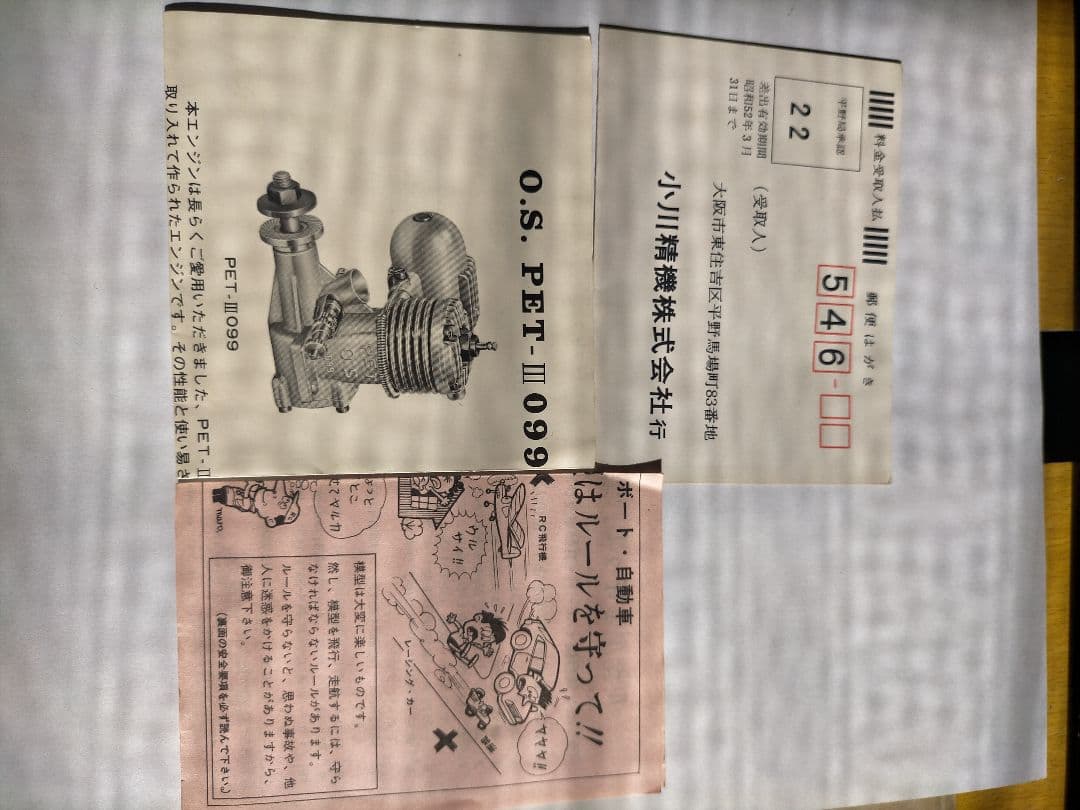 料金受取人払
郵便はがき
546-
平野局承認
22
差出有効期間
昭和52年3月
31日まで
(受取人)
大阪市東住吉区平野馬場町83番地
小川精機株式会社行
O.S. PET-Ⅲ099
PET-Ⅲ099
本エンジンは長らくご愛用いただきました、PET-Ⅱ
取り入れて作られたエンジンです。その性能と使い易さ
ボート・自動車
はルールを守って!!
RC飛行機
ウル
サイ!!
ヤヤヤ!!
レーシング・カー
道路
模型は大変に楽しいものです。
然し、模型を飛行、走航するには、守ら
なければならないルールがあります。
ルールを守らないと、思わぬ事故や、他
人に迷惑をかけることがありますから、
御注意下さい。
(裏面の安全要項を必ず読んで下さい。)